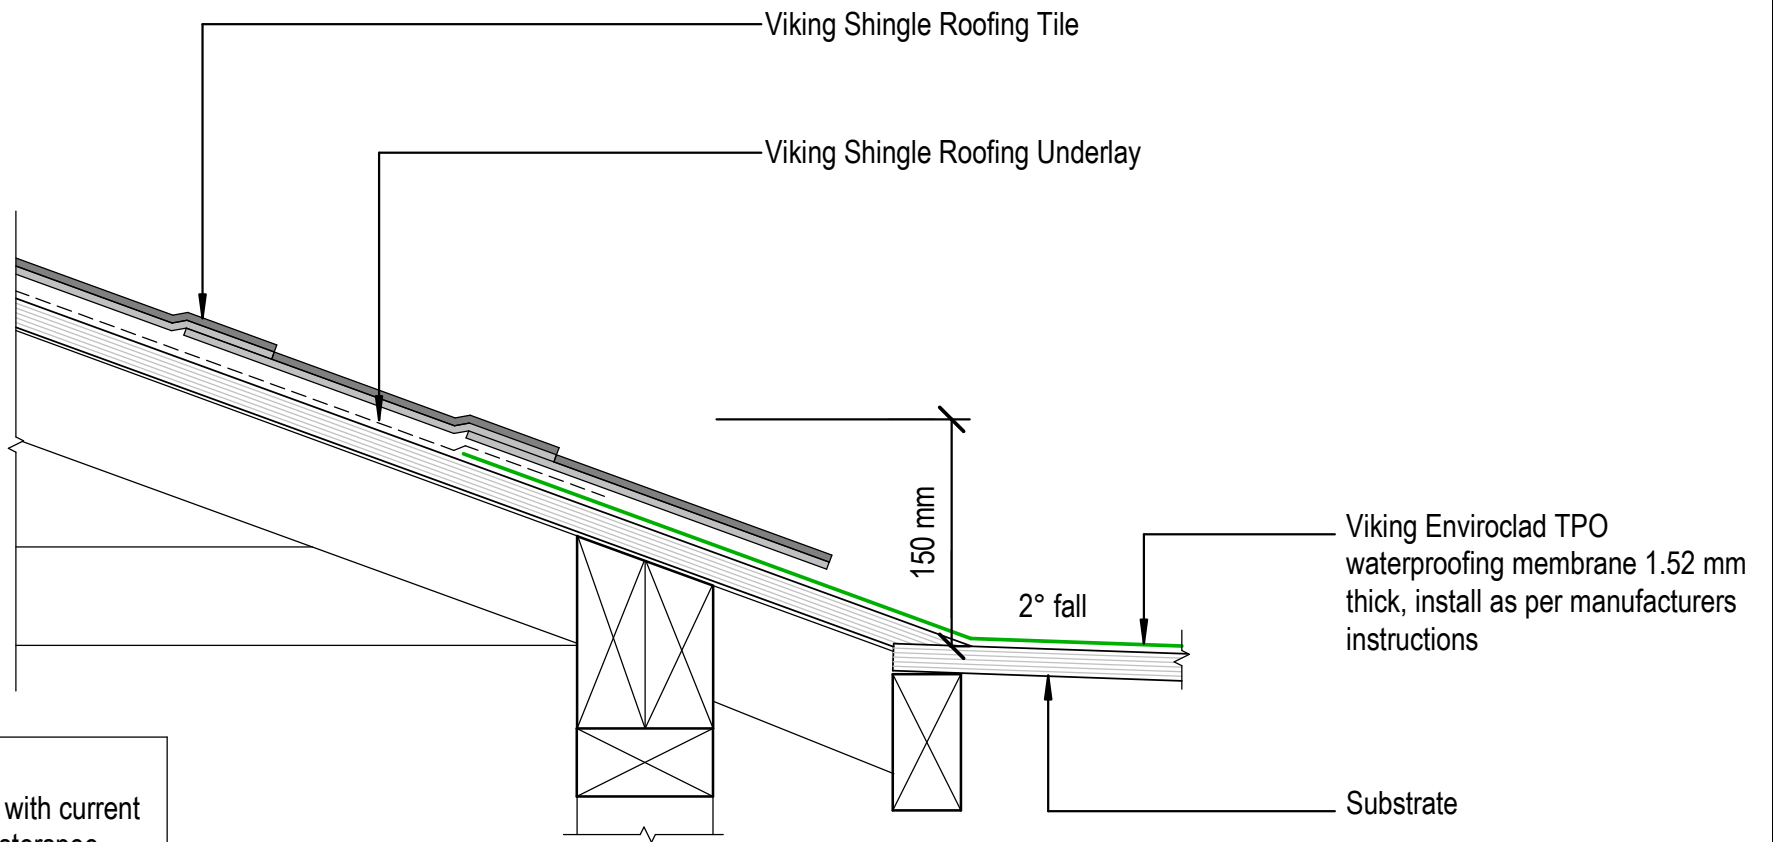 Viking Shingle Roofing Tile
Viking Shingle Roofing Underlay
150 mm
2° fall
Viking Enviroclad TPO
waterproofing membrane 1.52 mm
thick, install as per manufacturers
instructions
Substrate
with current